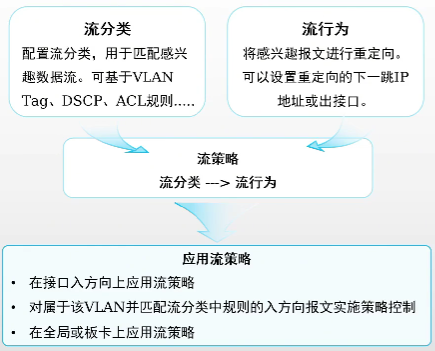 流分类
配置流分类，用于匹配感兴
趣数据流。可基于VLAN
Tag、DSCP、ACL规则.....
流行为
将感兴趣报文进行重定向。
可以设置重定向的下一跳IP
地址或出接口。
流策略
流分类 ---> 流行为
应用流策略
• 在接口入方向上应用流策略
• 对属于该VLAN并匹配流分类中规则的入方向报文实施策略控制
• 在全局或板卡上应用流策略